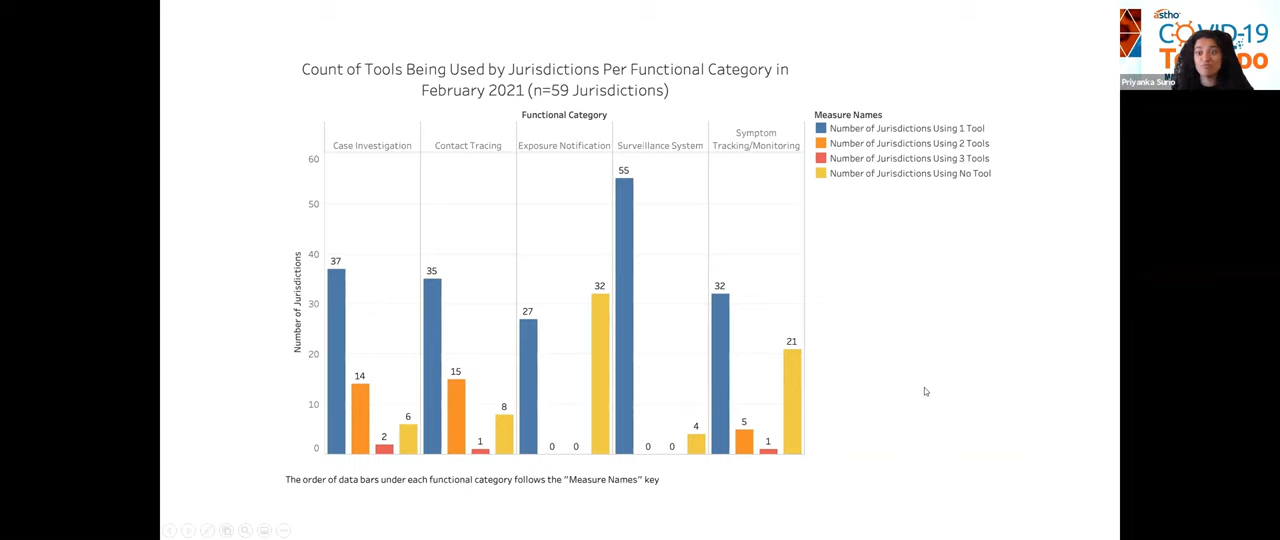 Count of Tools Being Used by Jurisdictions Per Functional Category in
February 2021 (n=59 Jurisdictions)
Functional Category
Case Investigation
Contact Tracing
Exposure Notification
Surveillance System
Symptom
Tracking/Monitoring
Number of Jurisdictions
60
50
40
30
20
10
0
37
14
2
6
35
15
1
8
27
0
0
32
55
0
0
4
32
5
1
21
Measure Names
Number of Jurisdictions Using 1 Tool
Number of Jurisdictions Using 2 Tools
Number of Jurisdictions Using 3 Tools
Number of Jurisdictions Using No Tool
The order of data bars under each functional category follows the "Measure Names" key
astho
COVID-19
Priyanka Surio